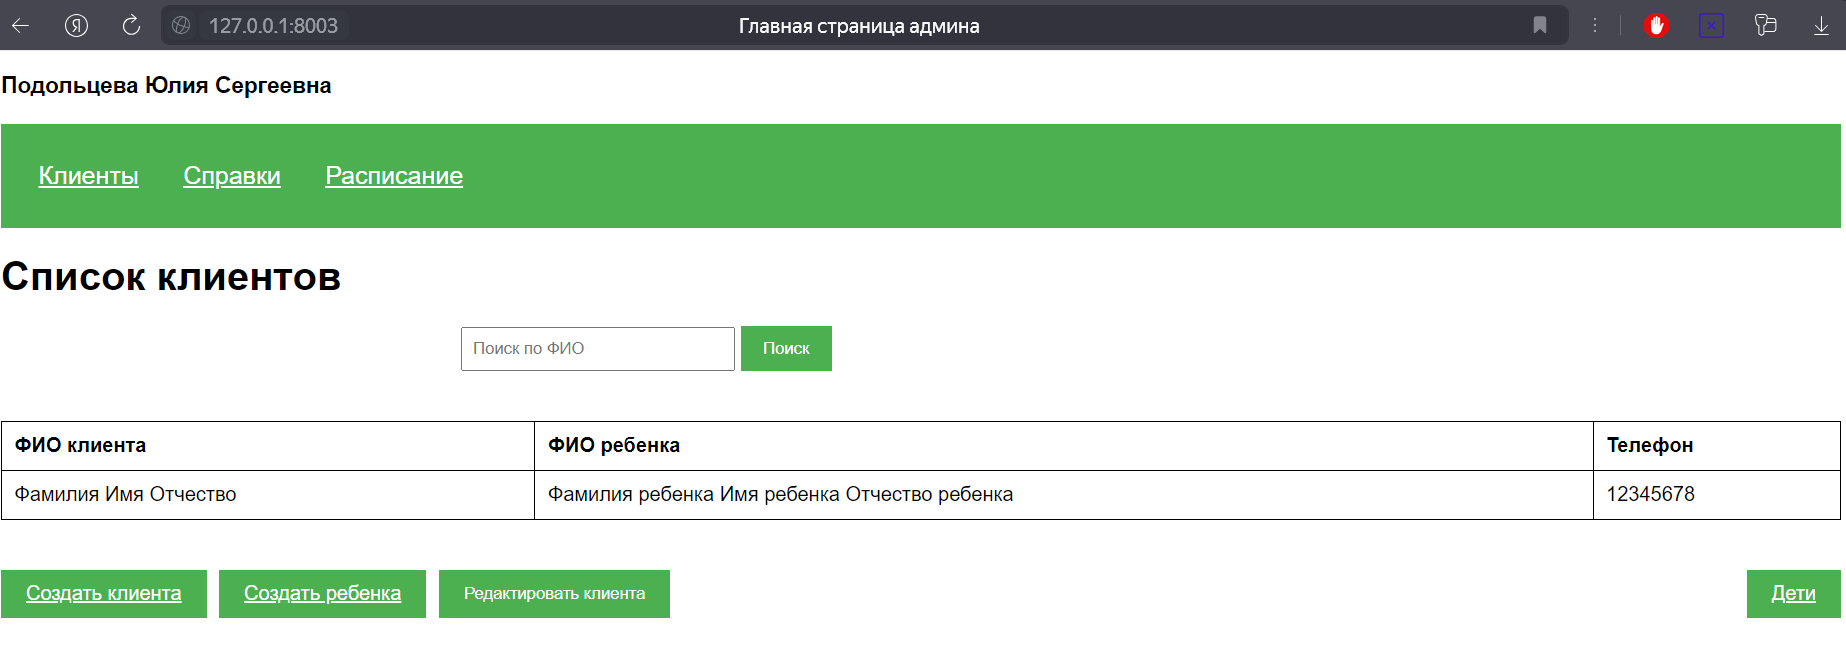 127.0.0.1:8003 Главная страница админа
Подольцева Юлия Сергеевна
Клиенты Справки Расписание
Список клиентов
Поиск по ФИО Поиск
ФИО клиента ФИО ребенка Телефон
Фамилия Имя Отчество Фамилия ребенка Имя ребенка Отчество ребенка 12345678
Создать клиента Создать ребенка Редактировать клиента Дети